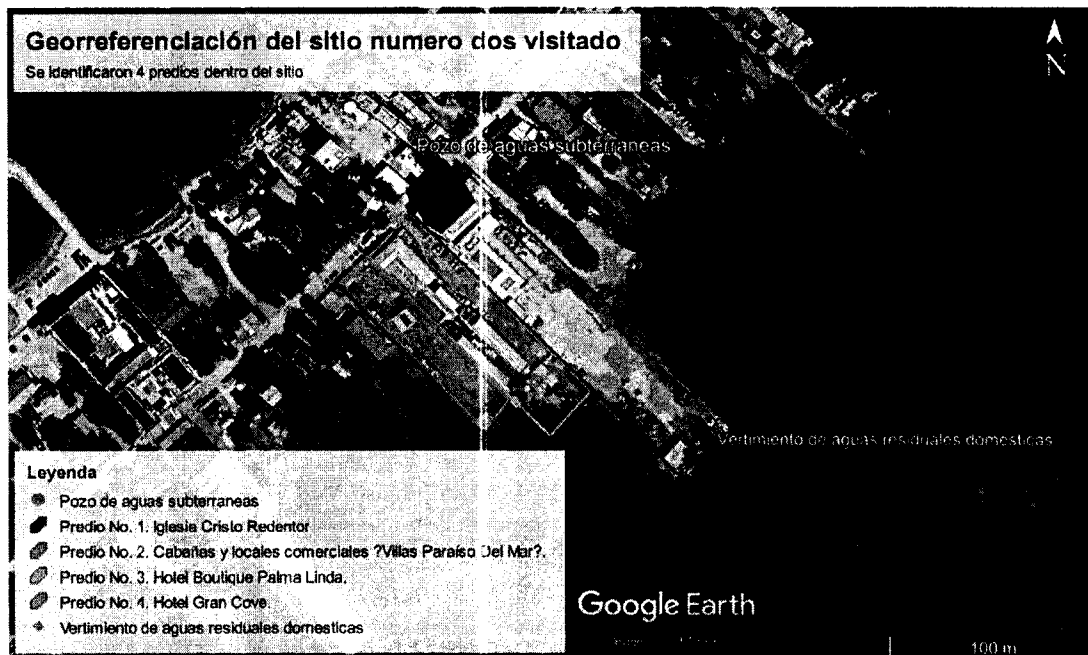 Georreferenciación del sitio numero dos visitado
Se identificaron 4 predios dentro del sitio
N
Pozo de aguas subterraneas
Vertimiento de aguas residuales domesticas
Leyenda
Pozo de aguas subterraneas
Predio No. 1. Iglesia Cristo Redentor
Predio No. 2. Cabañas y locales comerciales ?Villas Paraíso Del Mar?.
Predio No. 3. Hotel Boutique Palma Linda.
Predio No. 4. Hotel Gran Cove.
Vertimiento de aguas residuales domesticas
Google Earth
100 m